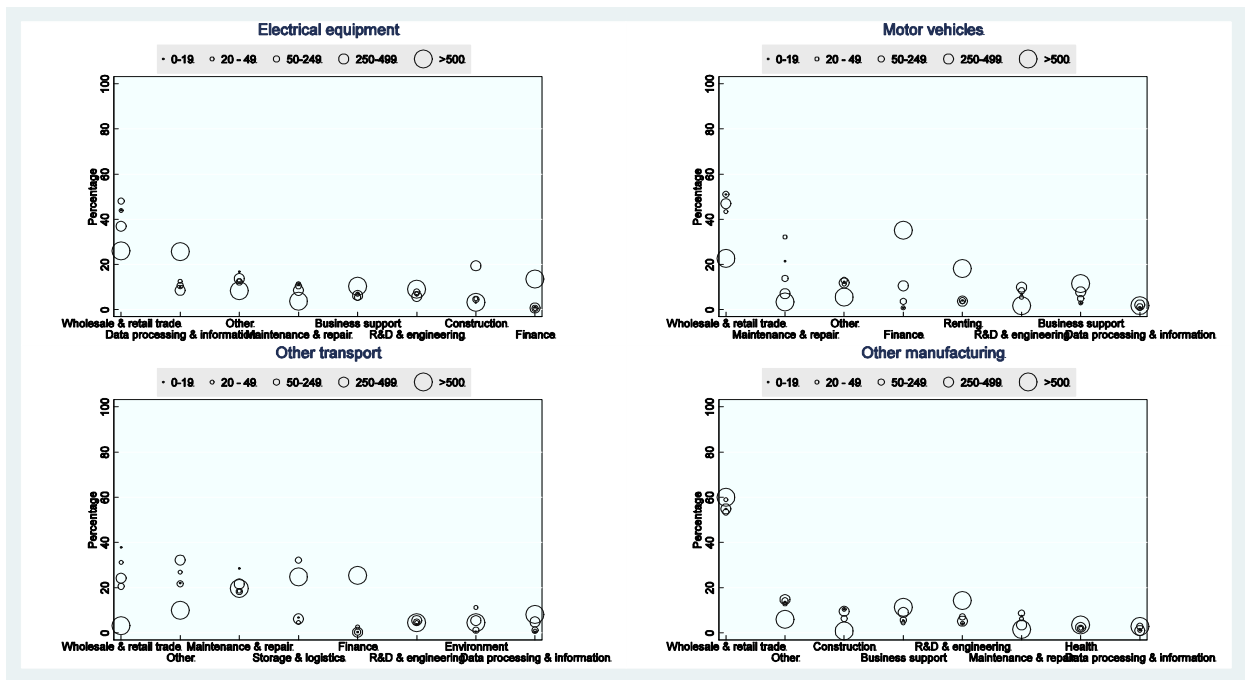 Electrical equipment
0-19 20 - 49 50-249 250-499 >500
100
80
60
40
20
0
Percentage
Wholesale & retail trade Other Business support Construction
Data processing & information Maintenance & repair R&D & engineering Finance
Motor vehicles
0-19 20 - 49 50-249 250-499 >500
100
80
60
40
20
0
Percentage
Wholesale & retail trade Other Renting Business support
Maintenance & repair Finance R&D & engineering Data processing & information
Other transport
0-19 20 - 49 50-249 250-499 >500
100
80
60
40
20
0
Percentage
Wholesale & retail trade Maintenance & repair Finance Environment
Other Storage & logistics R&D & engineering Data processing & information
Other manufacturing
0-19 20 - 49 50-249 250-499 >500
100
80
60
40
20
0
Percentage
Wholesale & retail trade Construction R&D & engineering Health
Other Business support Maintenance & repair Data processing & information